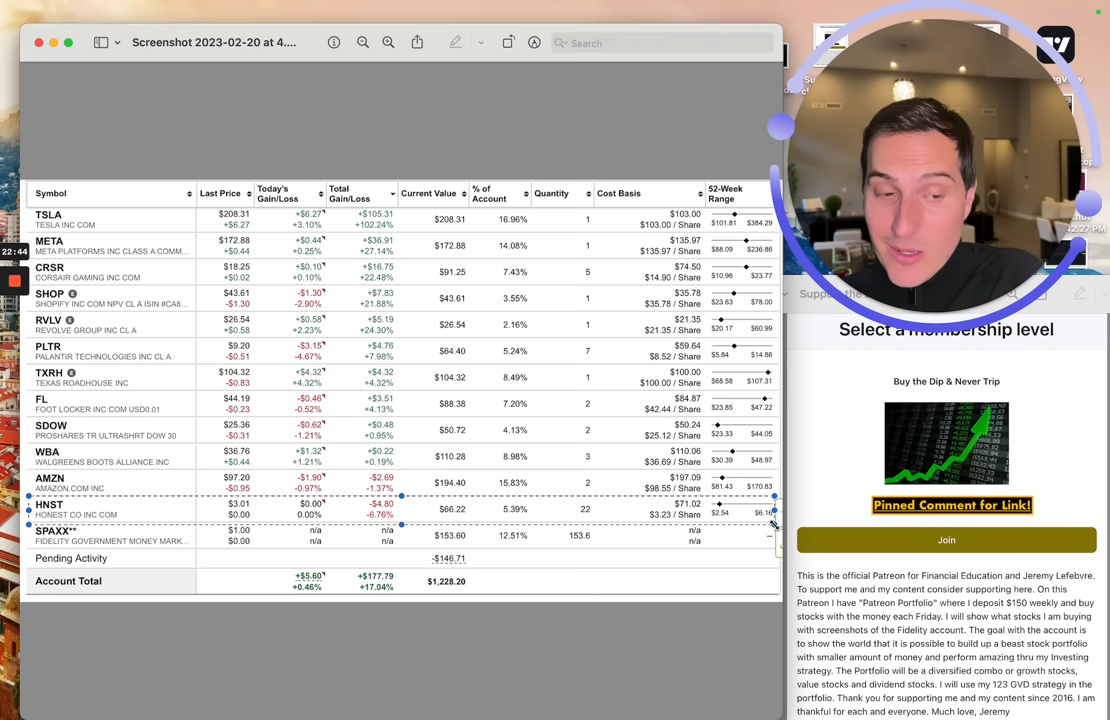 Screenshot 2023-02-20 at 4....
Search
Symbol Last Price Today's Gain/Loss Total Gain/Loss Current Value % of Account Quantity Cost Basis 52-Week Range
TSLA $208.31 +$6.27 +$105.31 $208.31 16.96% 1 $103.00
TESLA INC COM +$6.27 +3.10% +102.24% $103.00 / Share $101.81 $384.29
META $172.88 +$0.44 +$36.91 $172.88 14.08% 1 $135.97
META PLATFORMS INC CLASS A COMM... +$0.44 +0.25% +27.14% $135.97 / Share $88.09 $236.86
CRSR $18.25 +$0.10 +$16.75 $91.25 7.43% 5 $74.50
CORSAIR GAMING INC COM +$0.02 +0.10% +22.48% $14.90 / Share $10.96 $23.77
SHOP E $43.61 -$1.30 +$7.83 $43.61 3.55% 1 $35.78
SHOPIFY INC COM NPV CL A ISIN #CA8... -$1.30 -2.90% +21.88% $35.78 / Share $23.63 $78.00
RVLV E $26.54 +$0.58 +$5.19 $26.54 2.16% 1 $21.35
REVOLVE GROUP INC CL A +$0.58 +2.23% +24.30% $21.35 / Share $20.17 $60.99
PLTR $9.20 -$3.15 +$4.76 $64.40 5.24% 7 $59.64
PALANTIR TECHNOLOGIES INC CL A -$0.51 -4.67% +7.98% $8.52 / Share $5.84 $14.86
TXRH E $104.32 +$4.32 +$4.32 $104.32 8.49% 1 $100.00
TEXAS ROADHOUSE INC -$0.83 +4.32% +4.32% $100.00 / Share $68.58 $107.31
FL $44.19 -$0.46 +$3.51 $88.38 7.20% 2 $84.87
FOOT LOCKER INC COM USD0.01 -$0.23 -0.52% +4.13% $42.44 / Share $23.85 $47.22
SDOW $25.36 -$0.62 +$0.48 $50.72 4.13% 2 $50.24
PROSHARES TR ULTRASHRT DOW 30 -$0.31 -1.21% +0.95% $25.12 / Share $23.33 $44.05
WBA $36.76 +$1.32 +$0.22 $110.28 8.98% 3 $110.06
WALGREENS BOOTS ALLIANCE INC +$0.44 +1.21% +0.19% $36.69 / Share $30.39 $48.97
AMZN $97.20 -$1.90 -$2.69 $194.40 15.83% 2 $197.09
AMAZON.COM INC -$0.95 -0.97% -1.37% $98.55 / Share $81.43 $170.83
HNST $3.01 $0.00 -$4.80 $66.22 5.39% 22 $71.02
HONEST CO INC COM $0.00 0.00% -6.76% $3.23 / Share $2.54 $6.16
SPAXX** $1.00 n/a n/a $153.60 12.51% 153.6 n/a --
FIDELITY GOVERNMENT MONEY MARK... $0.00 n/a n/a n/a
Pending Activity -$146.71
Account Total +$5.60 +$177.79 $1,228.20
+0.46% +17.04%
22:44
Select a membership level
Buy the Dip & Never Trip
Pinned Comment for Link!
Join
This is the official Patreon for Financial Education and Jeremy Lefebvre.
To support me and my content consider supporting here. On this
Patreon I have "Patreon Portfolio" where I deposit $150 weekly and buy
stocks with the money each Friday. I will show what stocks I am buying
with screenshots of the Fidelity account. The goal with the account is
to show the world that it is possible to build up a beast stock portfolio
with smaller amount of money and perform amazing thru my Investing
strategy. The Portfolio will be a diversified combo or growth stocks,
value stocks and dividend stocks. I will use my 123 GVD strategy in the
portfolio. Thank you for supporting me and my content since 2016. I am
thankful for each and everyone. Much love, Jeremy